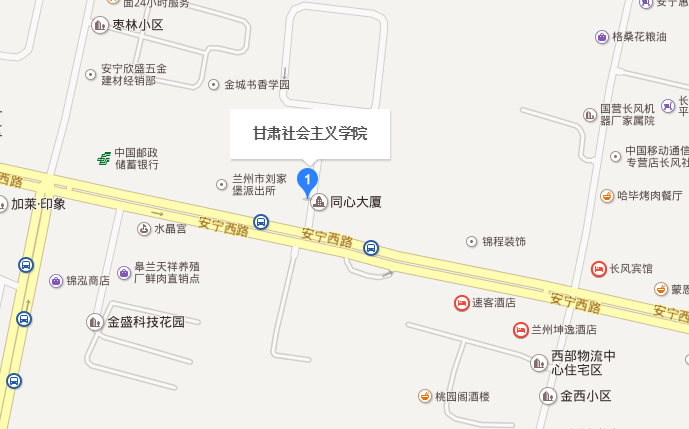 面24小时服务
枣林小区
格桑花粮油
安宁欣盛五金
建材经销部
金城书香学园
国营长风机
器厂家属院
甘肃社会主义学院
中国邮政
储蓄银行
中国移动通信
专营店长风社
1
兰州市刘家
堡派出所
同心大厦
哈毕烤肉餐厅
西路
加莱·印象
水晶宫
安宁西路
安宁西路
锦程装饰
皋兰天祥养殖
厂鲜肉直销点
锦泓商店
长风宾馆
蒙恩
速客酒店
安宁西路
安宁西
金盛科技花园
兰州坤逸酒店
西部物流中
心住宅区
桃园阁酒楼
金西小区